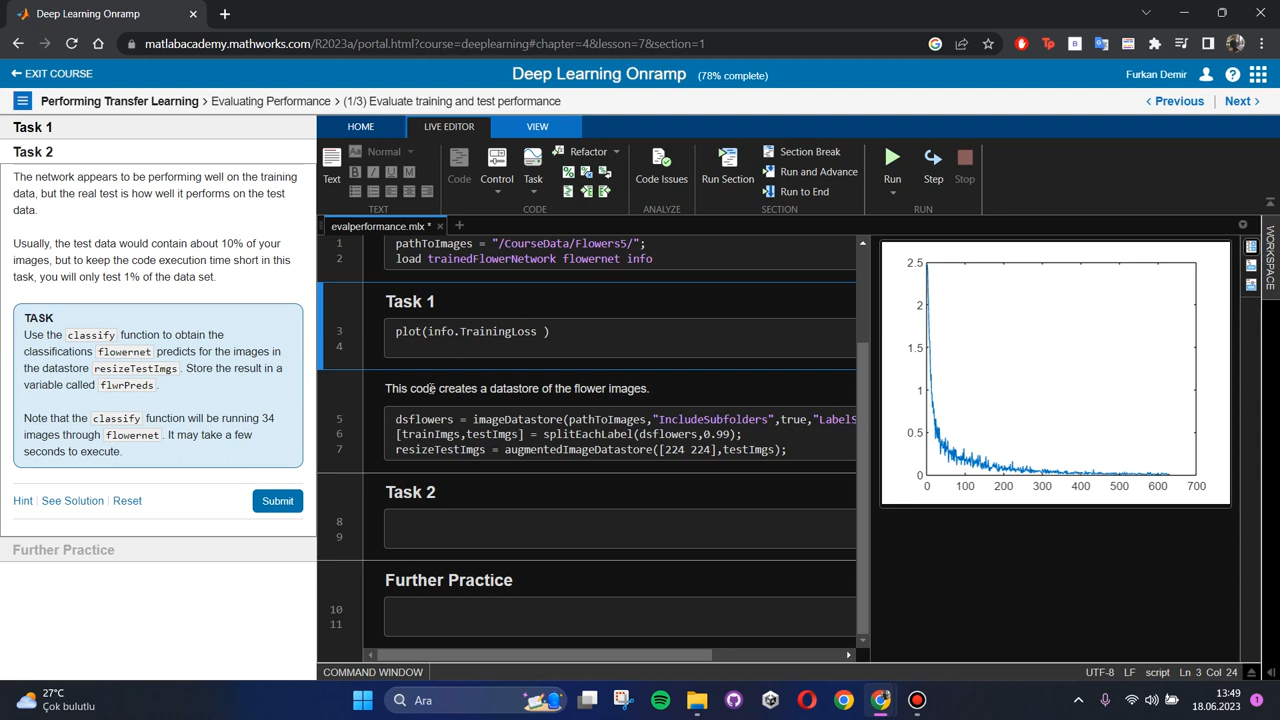 Deep Learning Onramp
matlabacademy.mathworks.com/R2023a/portal.html?course=deeplearning#chapter=4&lesson=7&section=1
EXIT COURSE
Deep Learning Onramp (78% complete)
Furkan Demir
Performing Transfer Learning > Evaluating Performance > (1/3) Evaluate training and test performance
Previous
Next
Task 1
Task 2
The network appears to be performing well on the training
data, but the real test is how well it performs on the test
data.
Usually, the test data would contain about 10% of your
images, but to keep the code execution time short in this
task, you will only test 1% of the data set.
TASK
Use the classify function to obtain the
classifications flowernet predicts for the images in
the datastore resizeTestImgs. Store the result in a
variable called flwrPreds.
Note that the classify function will be running 34
images through flowernet. It may take a few
seconds to execute.
Hint
See Solution
Reset
Submit
Further Practice
HOME
LIVE EDITOR
VIEW
Text
Aa Normal
B I U M
TEXT
Code
Control
Task
Refactor
CODE
Code Issues
ANALYZE
Run Section
Section Break
Run and Advance
Run to End
SECTION
Run
Step
Stop
RUN
evalperformance.mlx *
1 pathToImages = "/CourseData/Flowers5/";
2 load trainedFlowerNetwork flowernet info
Task 1
3 plot(info.TrainingLoss )
4
This code creates a datastore of the flower images.
5 dsflowers = imageDatastore(pathToImages,"IncludeSubfolders",true,"LabelS
6 [trainImgs,testImgs] = splitEachLabel(dsflowers,0.99);
7 resizeTestImgs = augmentedImageDatastore([224 224],testImgs);
Task 2
8
9
Further Practice
10
11
2.5
2
1.5
1
0.5
0
0 100 200 300 400 500 600 700
WORKSPACE
COMMAND WINDOW
UTF-8 LF script Ln 3 Col 24
27°C
Çok bulutlu
Ara
13:49
18.06.2023
1